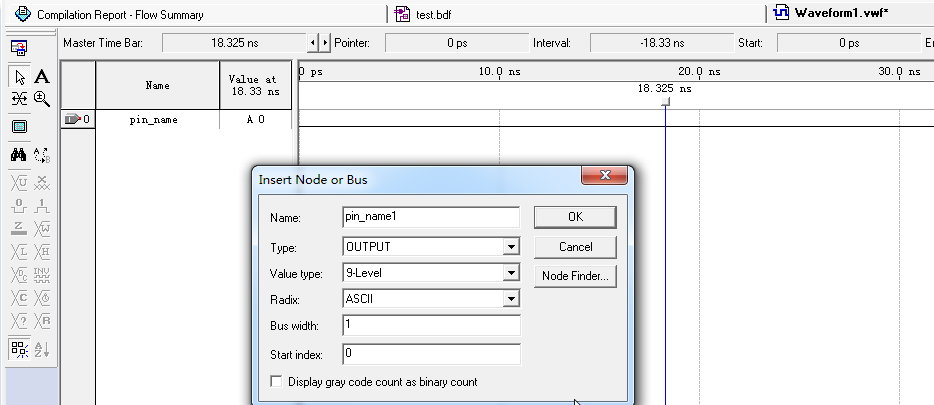 Compilation Report - Flow Summary
test.bdf
Waveform1.vwf*
Master Time Bar: 18.325 ns Pointer: 0 ps Interval: -18.33 ns Start: 0 ps
Name
Value at
18.33 ns
0 ps 10.0 ns 20.0 ns 30.0 ns
18.325 ns
0 pin_name A 0
Insert Node or Bus
Name: pin_name1 OK
Type: OUTPUT Cancel
Value type: 9-Level Node Finder...
Radix: ASCII
Bus width: 1
Start index: 0
Display gray code count as binary count